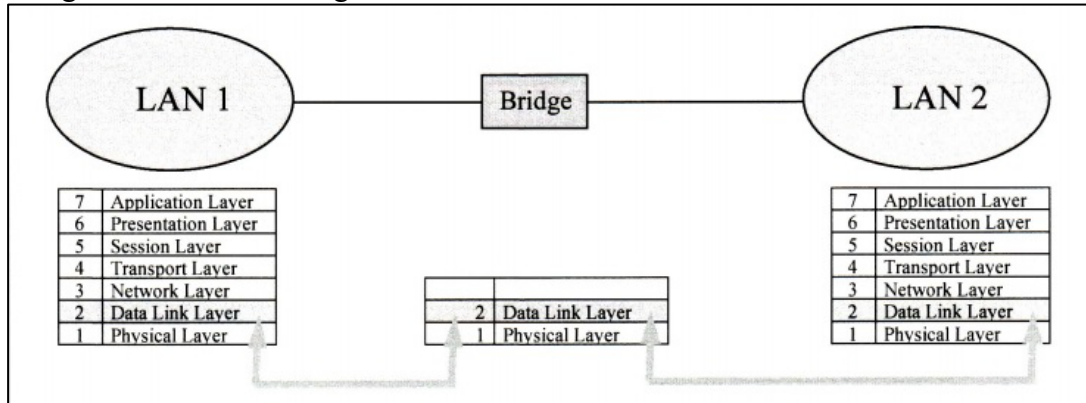 LAN 1
Bridge
LAN 2
7 Application Layer
6 Presentation Layer
5 Session Layer
4 Transport Layer
3 Network Layer
2 Data Link Layer
1 Physical Layer
2 Data Link Layer
1 Physical Layer
7 Application Layer
6 Presentation Layer
5 Session Layer
4 Transport Layer
3 Network Layer
2 Data Link Layer
1 Physical Layer